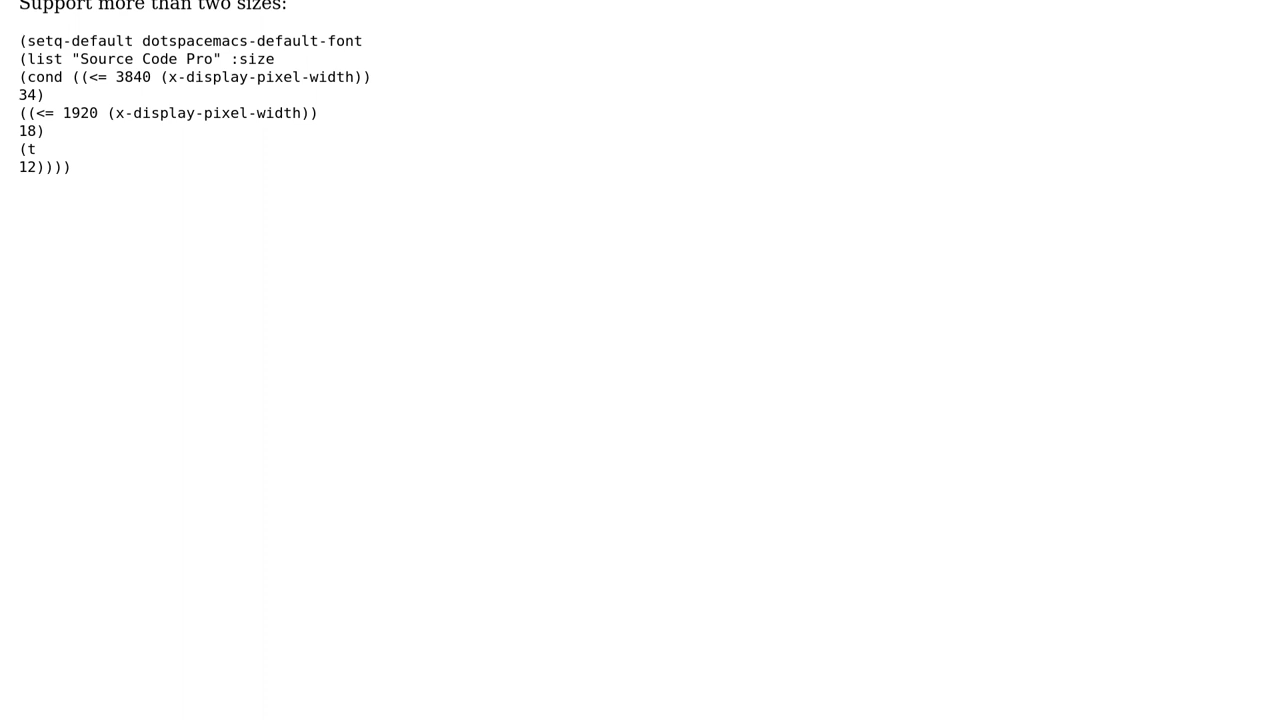 Support more than two sizes:
(setq-default dotspacemacs-default-font
(list "Source Code Pro" :size
(cond ((<= 3840 (x-display-pixel-width))
34)
((<= 1920 (x-display-pixel-width))
18)
(t
12))))